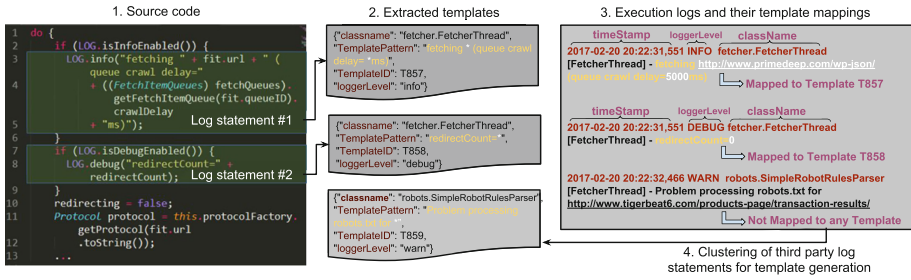 1. Source code
1 do {
2 if (LOG.isInfoEnabled()) {
3 LOG.info("fetching " + fit.url + " (
queue crawl delay="
4 + ((FetchItemQueues) fetchQueues).
getFetchItemQueue(fit.queueID).
crawlDelay
5 + "ms)");
Log statement #1
6 }
7 if (LOG.isDebugEnabled()) {
8 LOG.debug("redirectCount=" +
redirectCount);
Log statement #2
9 }
10 redirecting = false;
11 Protocol protocol = this.protocolFactory.
getProtocol(fit.url
12 .toString());
13 ...
2. Extracted templates
{"classname": "fetcher.FetcherThread",
"TemplatePattern": "fetching * (queue crawl
delay= *ms)",
"TemplateID": T857,
"loggerLevel": "info"}
{"classname": "fetcher.FetcherThread",
"TemplatePattern": "redirectCount=*",
"TemplateID": T858,
"loggerLevel": "debug"}
{"classname": "robots.SimpleRobotRulesParser",
"TemplatePattern": "Problem processing
robots.txt for *",
"TemplateID": T859,
"loggerLevel": "warn"}
3. Execution logs and their template mappings
timeStamp loggerLevel className
2017-02-20 20:22:31,551 INFO fetcher.FetcherThread
[FetcherThread] - fetching http://www.primedeep.com/wp-json/
(queue crawl delay=5000ms)
Mapped to Template T857
timeStamp loggerLevel className
2017-02-20 20:22:31,551 DEBUG fetcher.FetcherThread
[FetcherThread] - redirectCount=0
Mapped to Template T858
2017-02-20 20:22:32,466 WARN robots.SimpleRobotRulesParser
[FetcherThread] - Problem processing robots.txt for
http://www.tigerbeat6.com/products-page/transaction-results/
Not Mapped to any Template
4. Clustering of third party log
statements for template generation